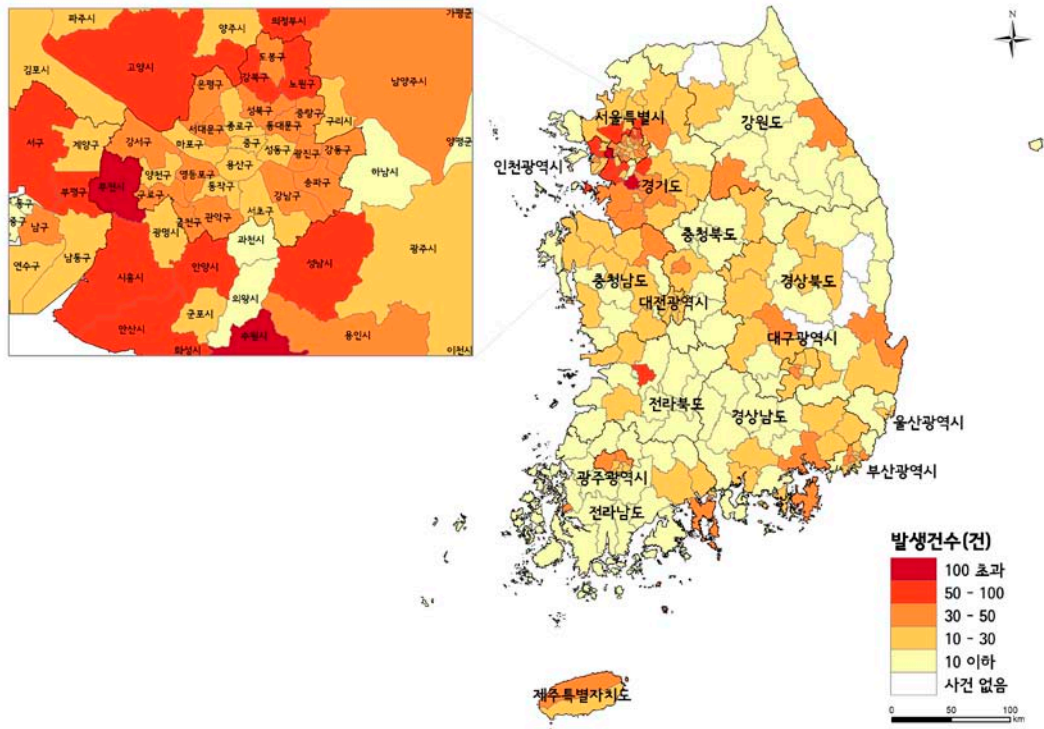 파주시
양주시
의정부시
가평군
김포시
고양시
도봉구
강북구
노원구
은평구
남양주시
성북구
중랑구
서대문구
종로구
동대문구
구리시
서구
계양구
강서구
마포구
중구
성동구
광진구
강동구
양평군
용산구
하남시
부천시
양천구
영등포구
동작구
송파구
부평구
구로구
강남구
동구
중구
남구
금천구
관악구
서초구
광명시
과천시
광주시
연수구
남동구
시흥시
안양시
성남시
의왕시
군포시
안산시
수원시
용인시
화성시
이천시
N
서울특별시
강원도
인천광역시
경기도
충청북도
충청남도
경상북도
대전광역시
대구광역시
전라북도
경상남도
울산광역시
부산광역시
광주광역시
전라남도
제주특별자치도
발생건수(건)
100 초과
50 - 100
30 - 50
10 - 30
10 이하
사건 없음
0 50 100
km